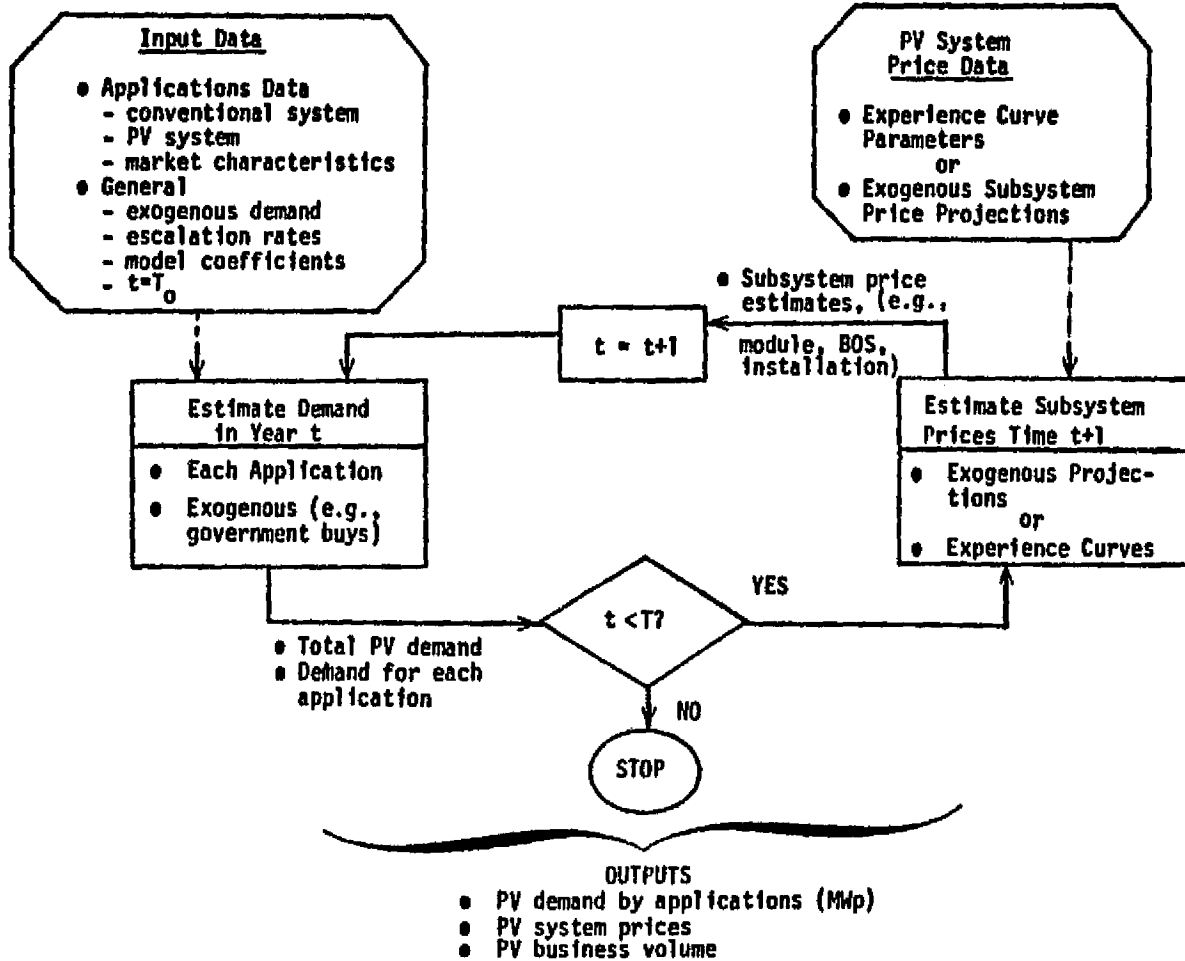 Input Data
● Applications Data
- conventional system
- PV system
- market characteristics
● General
- exogenous demand
- escalation rates
- model coefficients
- t=T₀
PV System
Price Data
● Experience Curve
Parameters
or
● Exogenous Subsystem
Price Projections
● Subsystem price
estimates, (e.g.,
module, BOS,
installation)
t = t+1
Estimate Demand
in Year t
● Each Application
● Exogenous (e.g.,
government buys)
Estimate Subsystem
Prices Time t+1
● Exogenous Projec-
tions
or
● Experience Curves
● Total PV demand
● Demand for each
application
t <T?
YES
NO
STOP
OUTPUTS
● PV demand by applications (MWp)
● PV system prices
● PV business volume